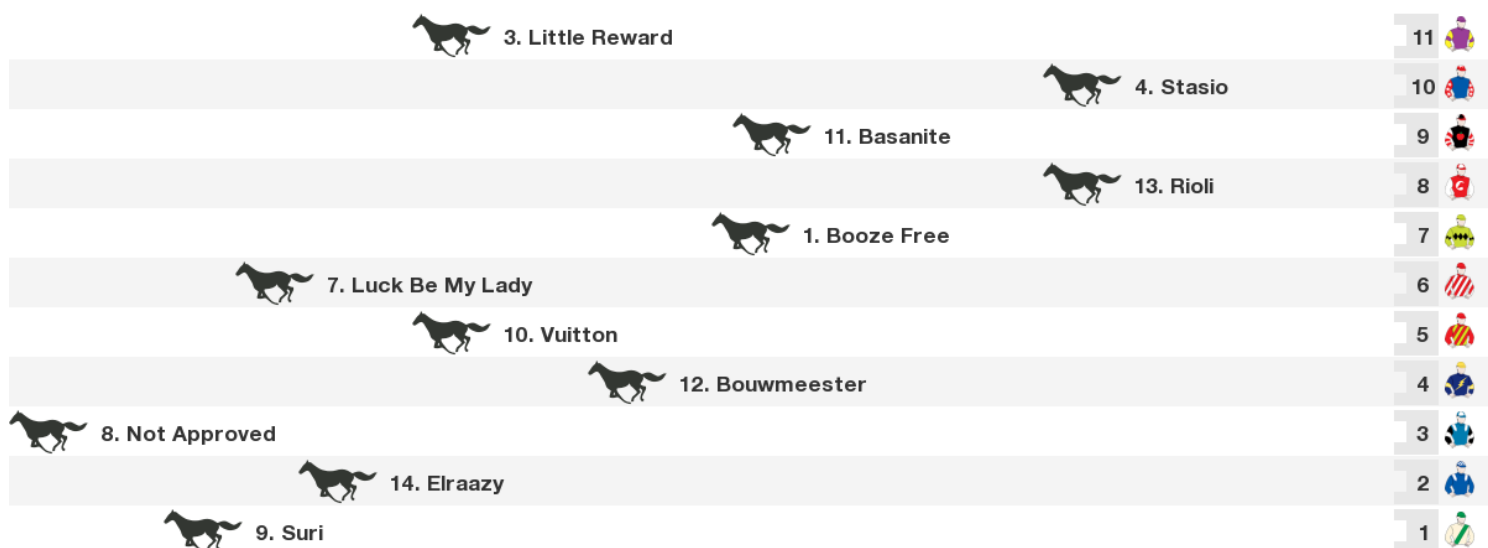 3. Little Reward 11
4. Stasio 10
11. Basanite 9
13. Rioli 8
1. Booze Free 7
7. Luck Be My Lady 6
10. Vuitton 5
12. Bouwmeester 4
8. Not Approved 3
14. Elraazy 2
9. Suri 1